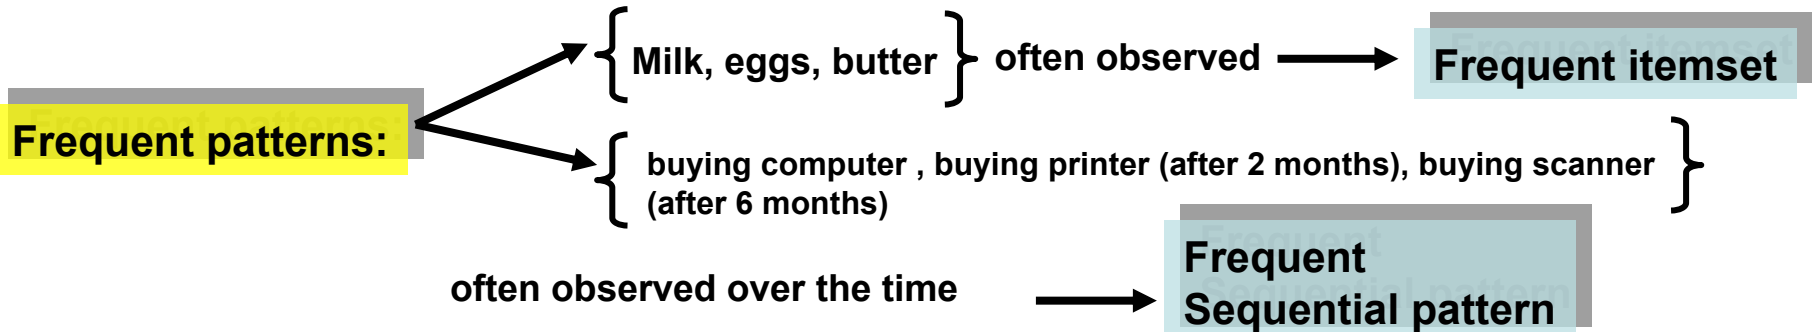 Milk, eggs, butter often observed Frequent itemset
Frequent patterns:
buying computer , buying printer (after 2 months), buying scanner
(after 6 months)
often observed over the time
Frequent
Sequential pattern